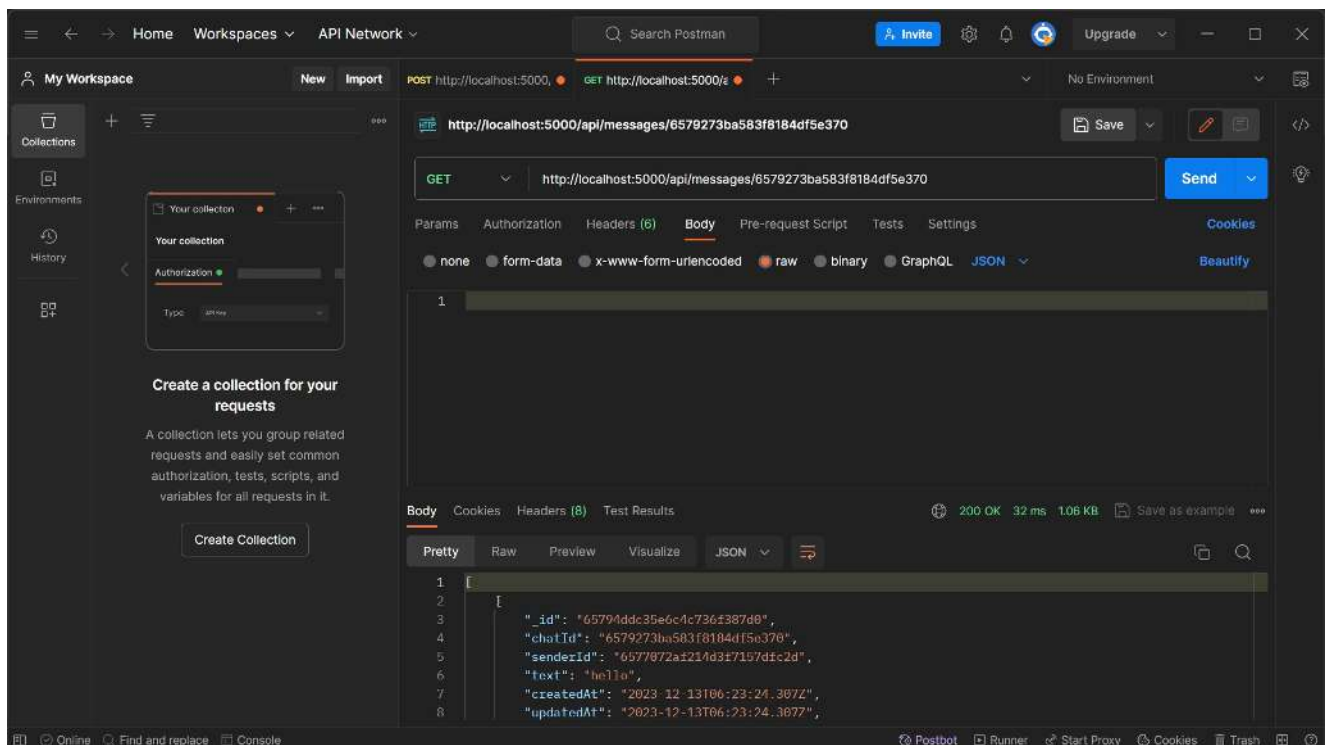 Home Workspaces API Network Search Postman Invite Upgrade
My Workspace New Import POST http://localhost:5000, GET http://localhost:5000/a No Environment
Collections
Environments
History
http://localhost:5000/api/messages/6579273ba583f8184df5e370 Save
GET http://localhost:5000/api/messages/6579273ba583f8184df5e370 Send
Params Authorization Headers (6) Body Pre-request Script Tests Settings Cookies
none form-data x-www-form-urlencoded raw binary GraphQL JSON Beautify
1
Your collecton
Your collection
Authorization
Type API Key
Create a collection for your
requests
A collection lets you group related
requests and easily set common
authorization, tests, scripts, and
variables for all requests in it.
Create Collection
Body Cookies Headers (8) Test Results 200 OK 32 ms 1.06 KB Save as example
Pretty Raw Preview Visualize JSON
1 [
2 {
3 "_id": "65794ddc35e6c4c736f387d0",
4 "chatId": "6579273ba583f8184df5e370",
5 "senderId": "6577072af214d3f7157dfc2d",
6 "text": "hello",
7 "createdAt": "2023-12-13T06:23:24.307Z",
8 "updatedAt": "2023-12-13T06:23:24.307Z",
Online Find and replace Console Postbot Runner Start Proxy Cookies Trash